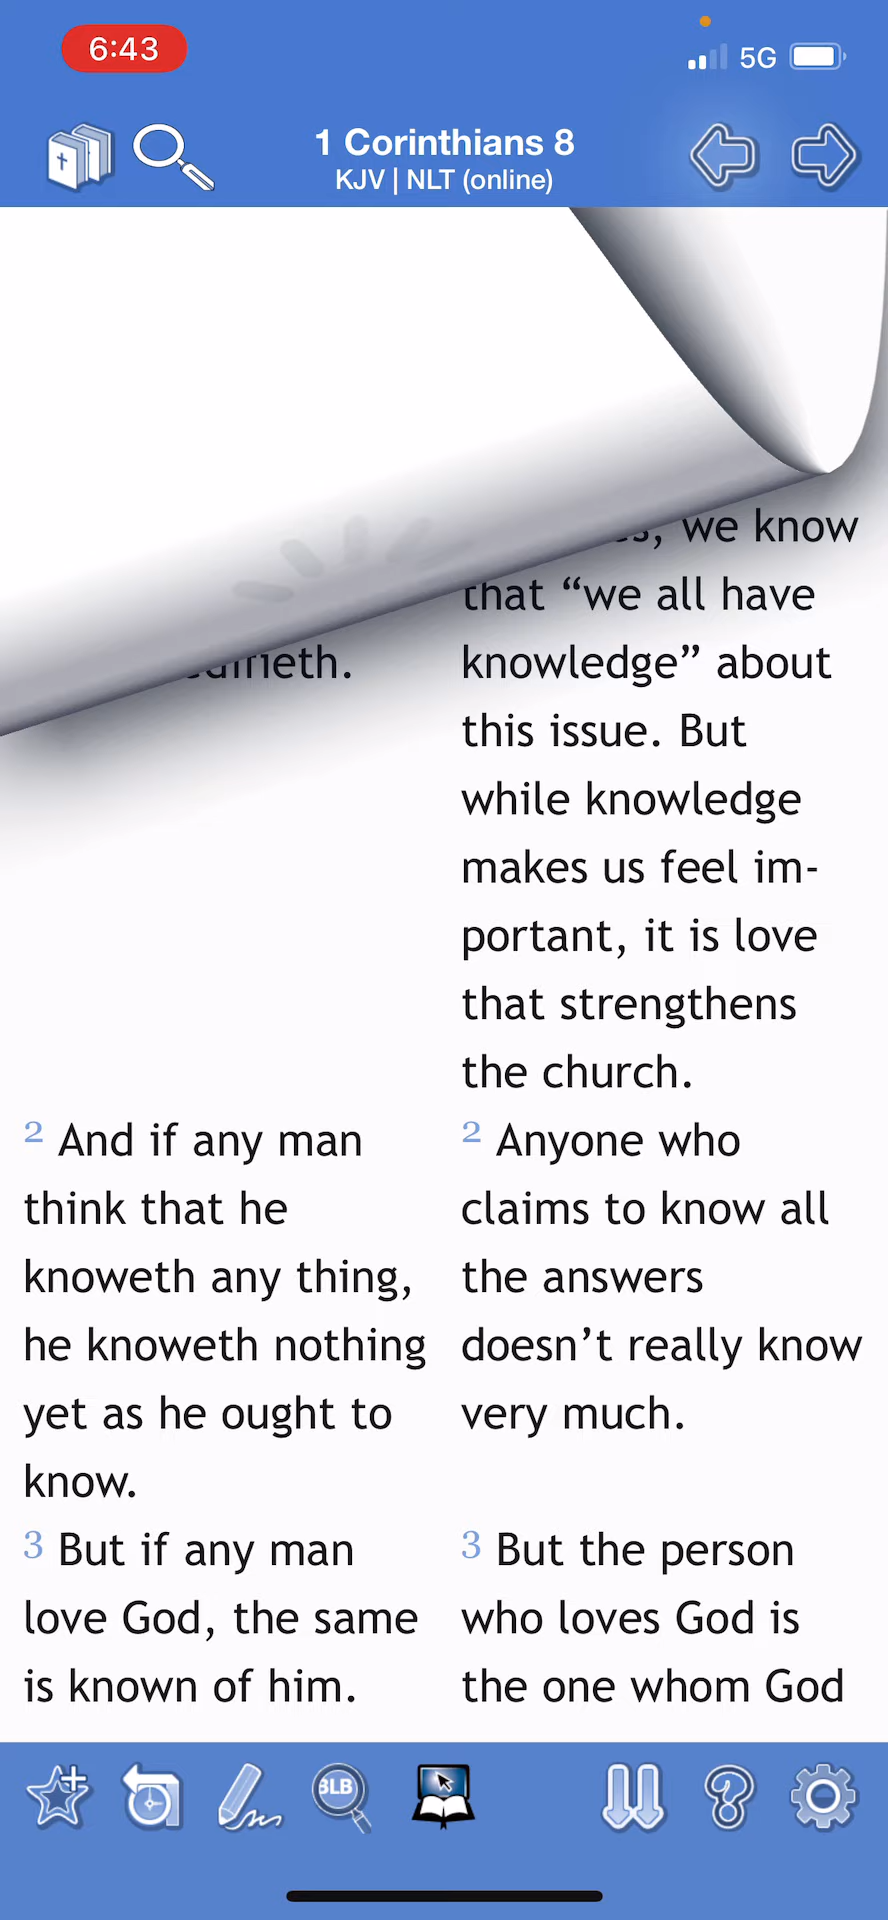 6:43
5G
1 Corinthians 8
KJV | NLT (online)
we know
that “we all have
knowledge” about
this issue. But
while knowledge
makes us feel im-
portant, it is love
that strengthens
the church.
2 And if any man
think that he
knoweth any thing,
he knoweth nothing
yet as he ought to
know.
3 But if any man
love God, the same
is known of him.
2 Anyone who
claims to know all
the answers
doesn’t really know
very much.
3 But the person
who loves God is
the one whom God
BLB